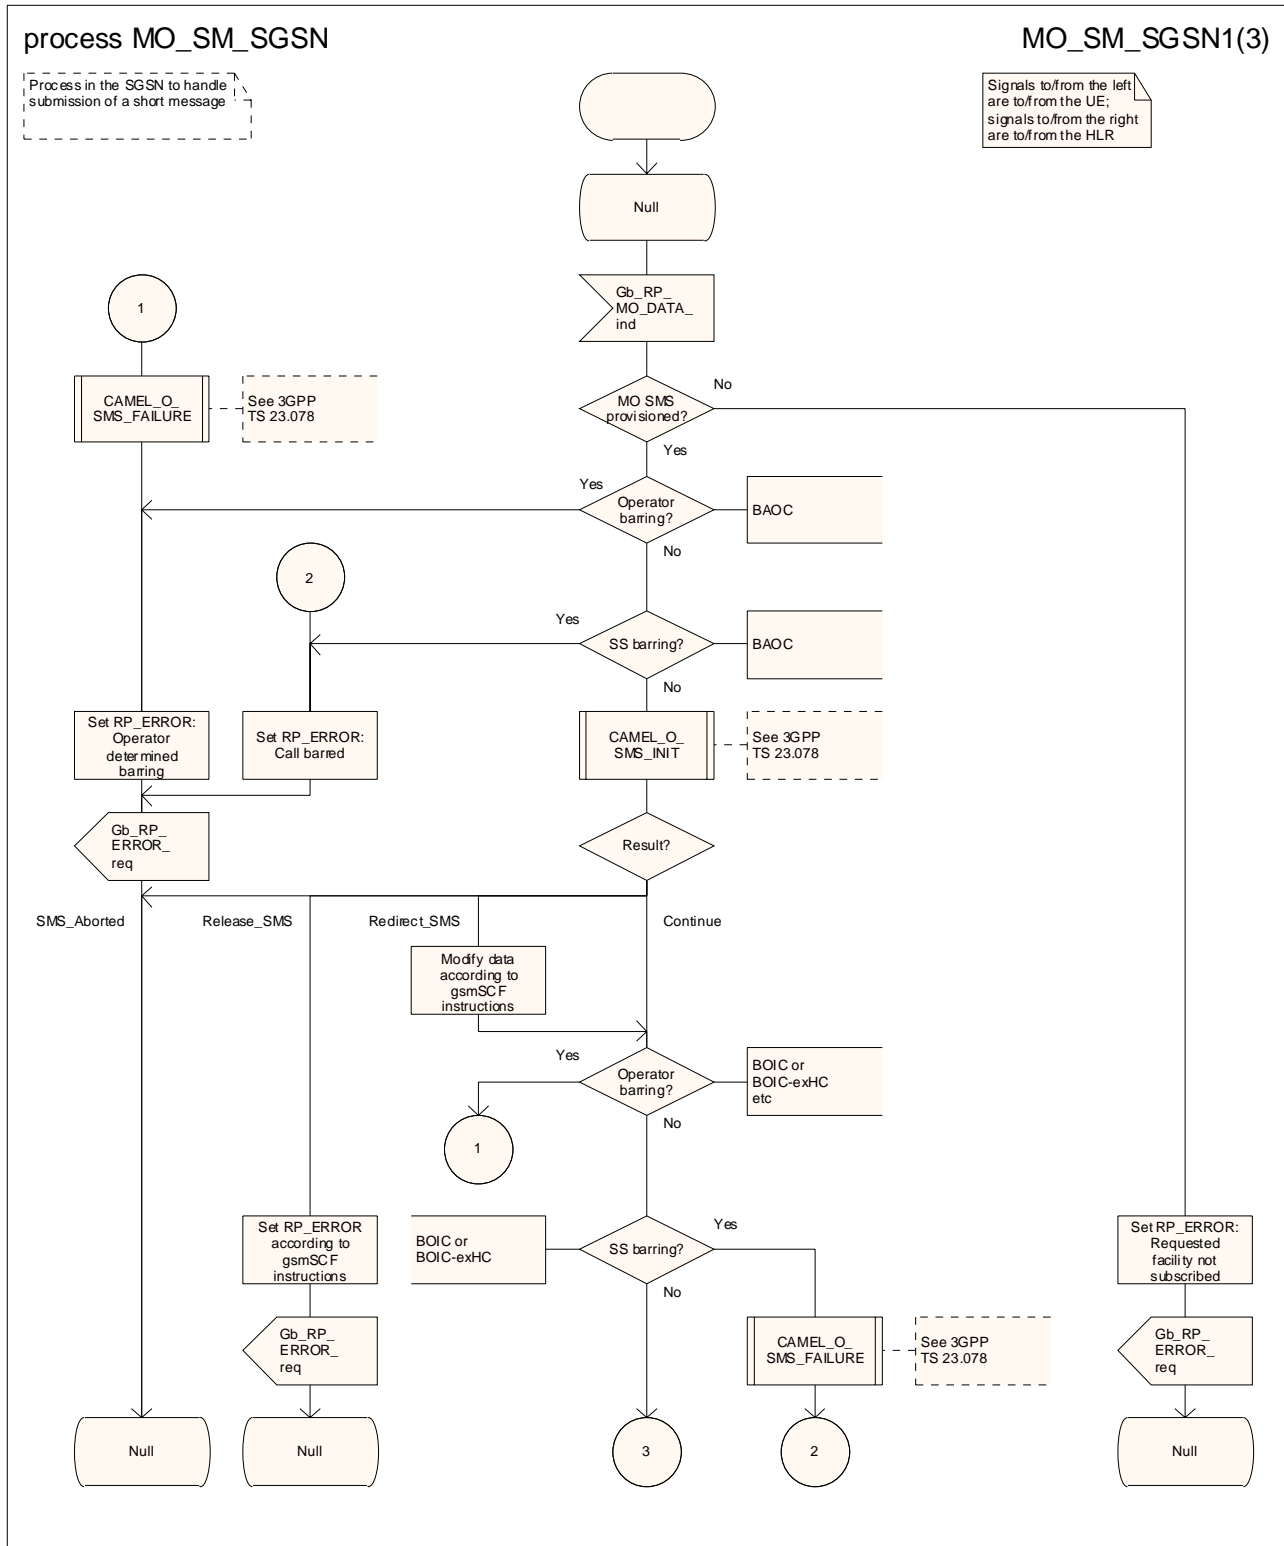 process MO_SM_SGSN
MO_SM_SGSN1(3)
Process in the SGSN to handle
submission of a short message
Signals to/from the left
are to/from the UE;
signals to/from the right
are to/from the HLR
Null
Gb_RP_
MO_DATA_
ind
1
CAMEL_O_
SMS_FAILURE
See 3GPP
TS 23.078
MO SMS
provisioned?
No
Yes
Yes
Operator
barring?
BAOC
No
2
Yes
SS barring?
BAOC
No
Set RP_ERROR:
Operator
determined
barring
Set RP_ERROR:
Call barred
CAMEL_O_
SMS_INIT
See 3GPP
TS 23.078
Gb_RP_
ERROR_
req
Result?
SMS_Aborted
Release_SMS
Redirect_SMS
Continue
Modify data
according to
gsmSCF
instructions
Yes
Operator
barring?
BOIC or
BOIC-exHC
etc
No
1
Set RP_ERROR
according to
gsmSCF
instructions
BOIC or
BOIC-exHC
SS barring?
Yes
No
Set RP_ERROR:
Requested
facility not
subscribed
Gb_RP_
ERROR_
req
CAMEL_O_
SMS_FAILURE
See 3GPP
TS 23.078
Gb_RP_
ERROR_
req
Null
Null
3
2
Null